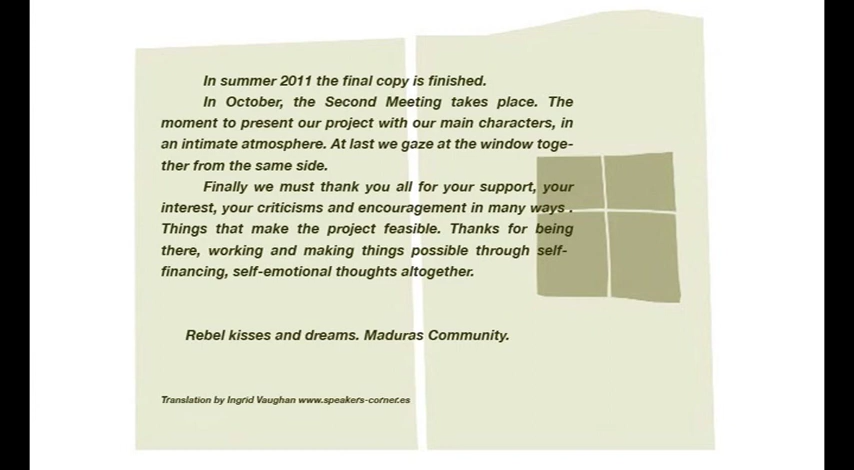 In summer 2011 the final copy is finished.
In October, the Second Meeting takes place. The
moment to present our project with our main characters, in
an intimate atmosphere. At last we gaze at the window toge-
ther from the same side.
Finally we must thank you all for your support, your
interest, your criticisms and encouragement in many ways .
Things that make the project feasible. Thanks for being
there, working and making things possible through self-
financing, self-emotional thoughts altogether.
Rebel kisses and dreams. Maduras Community.
Translation by Ingrid Vaughan www.speakers-corner.es